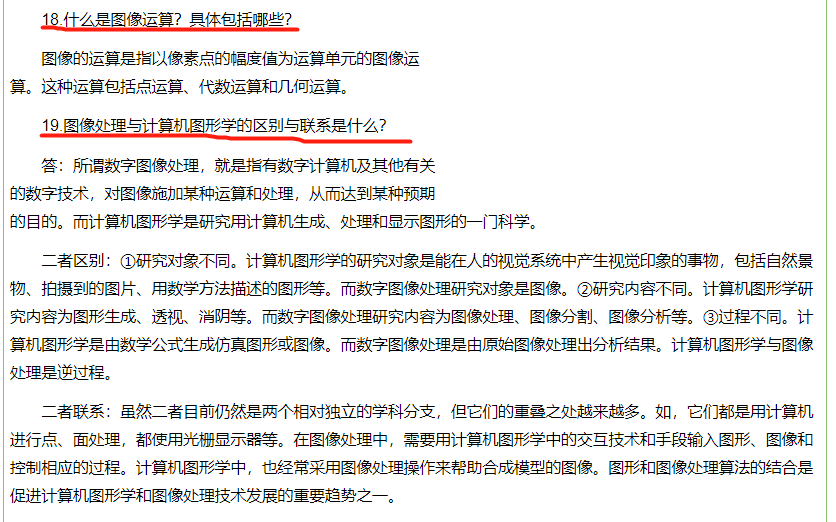 18.什么是图像运算？具体包括哪些？
图像的运算是指以像素点的幅度值为运算单元的图像运
算。这种运算包括点运算、代数运算和几何运算。
19.图像处理与计算机图形学的区别与联系是什么？
答：所谓数字图像处理，就是指有数字计算机及其他有关
的数字技术，对图像施加某种运算和处理，从而达到某种预期
的目的。而计算机图形学是研究用计算机生成、处理和显示图形的一门科学。
二者区别：①研究对象不同。计算机图形学的研究对象是能在人的视觉系统中产生视觉印象的事物，包括自然景
物、拍摄到的图片、用数学方法描述的图形等。而数字图像处理研究对象是图像。②研究内容不同。计算机图形学研
究内容为图形生成、透视、消阴等。而数字图像处理研究内容为图像处理、图像分割、图像分析等。③过程不同。计
算机图形学是由数学公式生成仿真图形或图像。而数字图像处理是由原始图像处理出分析结果。计算机图形学与图像
处理是逆过程。
二者联系：虽然二者目前仍然是两个相对独立的学科分支，但它们的重叠之处越来越多。如，它们都是用计算机
进行点、面处理，都使用光栅显示器等。在图像处理中，需要用计算机图形学中的交互技术和手段输入图形、图像和
控制相应的过程。计算机图形学中，也经常采用图像处理操作来帮助合成模型的图像。图形和图像处理算法的结合是
促进计算机图形学和图像处理技术发展的重要趋势之一。